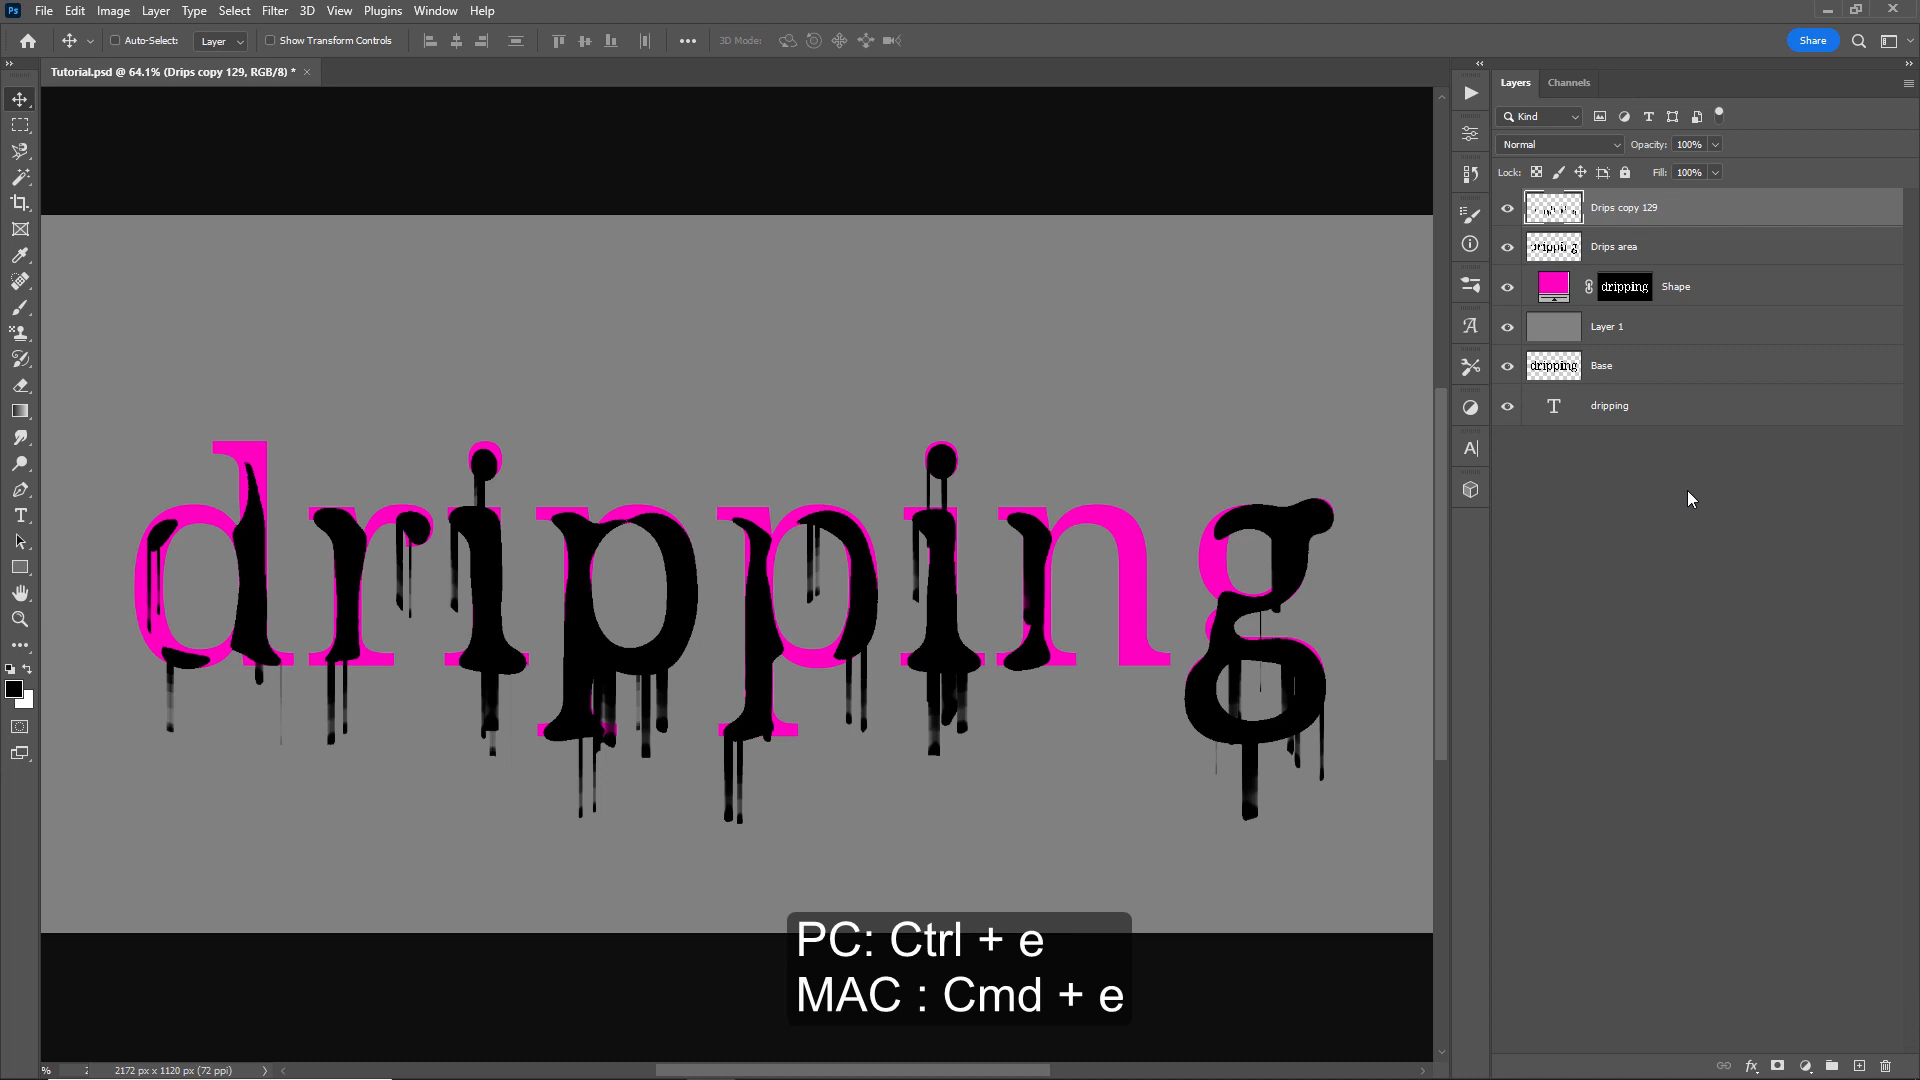 Ps File Edit Image Layer Type Select Filter 3D View Plugins Window Help
Auto-Select: Layer Show Transform Controls 3D Mode: Share
Tutorial.psd @ 64.1% (Drips copy 129, RGB/8) *
Layers Channels
Kind
Normal Opacity: 100%
Lock: Fill: 100%
Drips copy 129
Drips area
dripping Shape
Layer 1
dripping Base
T dripping
dripping
PC: Ctrl + e
MAC : Cmd + e
% 2 2172 px x 1120 px (72 ppi)